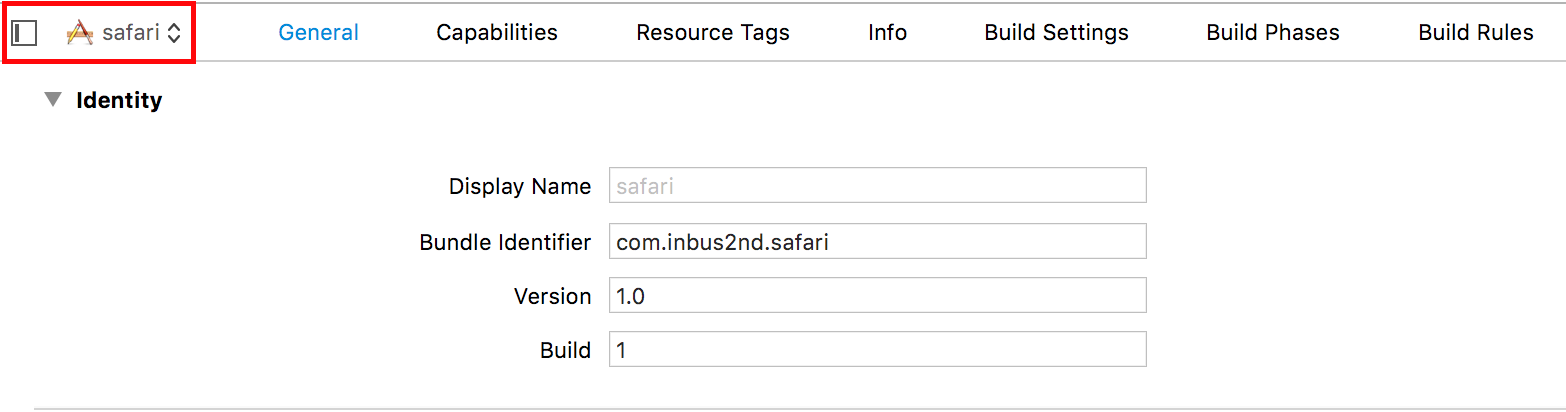 safari General Capabilities Resource Tags Info Build Settings Build Phases Build Rules
Identity
Display Name safari
Bundle Identifier com.inbus2nd.safari
Version 1.0
Build 1